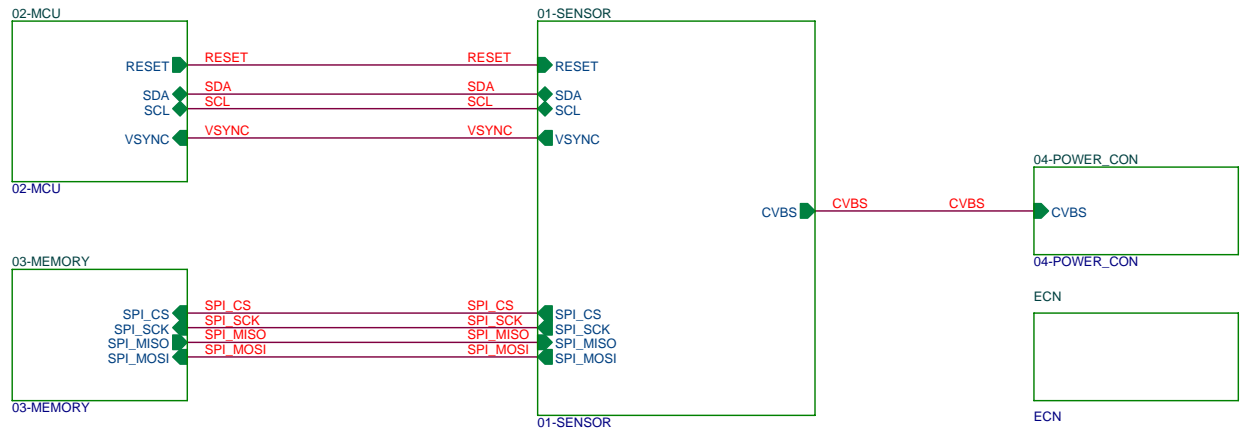 02-MCU
RESET
SDA
SCL
VSYNC
02-MCU
RESET RESET
SDA SDA
SCL SCL
VSYNC VSYNC
03-MEMORY
SPI_CS
SPI_SCK
SPI_MISO
SPI_MOSI
03-MEMORY
SPI_CS SPI_CS
SPI_SCK SPI_SCK
SPI_MISO SPI_MISO
SPI_MOSI SPI_MOSI
01-SENSOR
RESET
SDA
SCL
VSYNC
CVBS
SPI_CS
SPI_SCK
SPI_MISO
SPI_MOSI
01-SENSOR
CVBS CVBS
04-POWER_CON
CVBS
04-POWER_CON
ECN
ECN